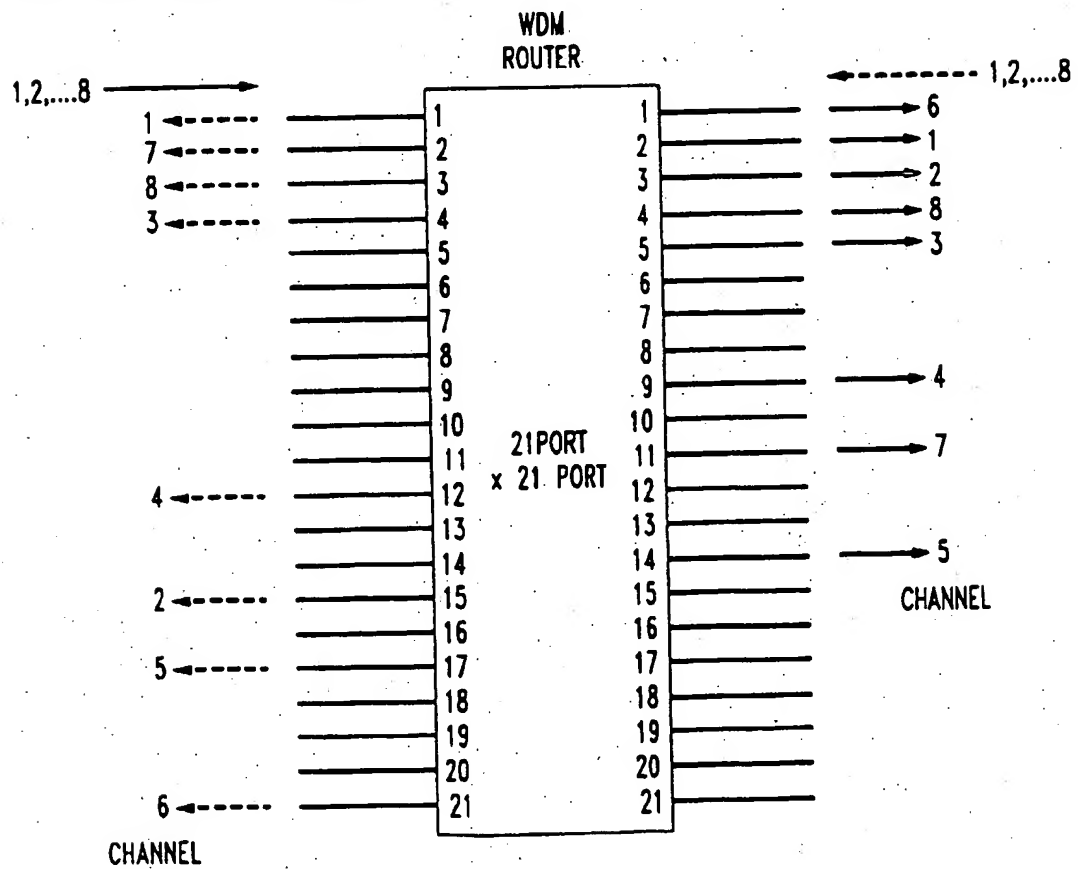 WDM
ROUTER
1,2,....8
1,2,....8
1 1 1 6
7 2 2 1
8 3 3 2
3 4 4 8
5 5 3
6 6
7 7
8 8
9 9 4
10 10
11 11 7
21PORT
x 21 PORT
4 12 12
13 13
14 14 5
2 15 15
CHANNEL
16 16
5 17 17
18 18
19 19
20 20
6 21 21
CHANNEL